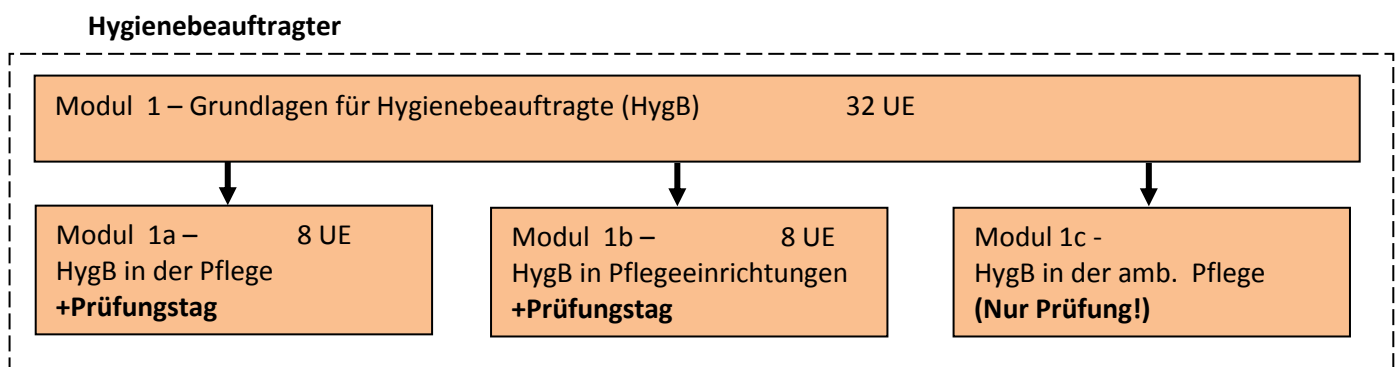 Hygienebeauftragter
Modul 1 – Grundlagen für Hygienebeauftragte (HygB) 32 UE
Modul 1a – 8 UE
HygB in der Pflege
+Prüfungstag
Modul 1b – 8 UE
HygB in Pflegeeinrichtungen
+Prüfungstag
Modul 1c -
HygB in der amb. Pflege
(Nur Prüfung!)